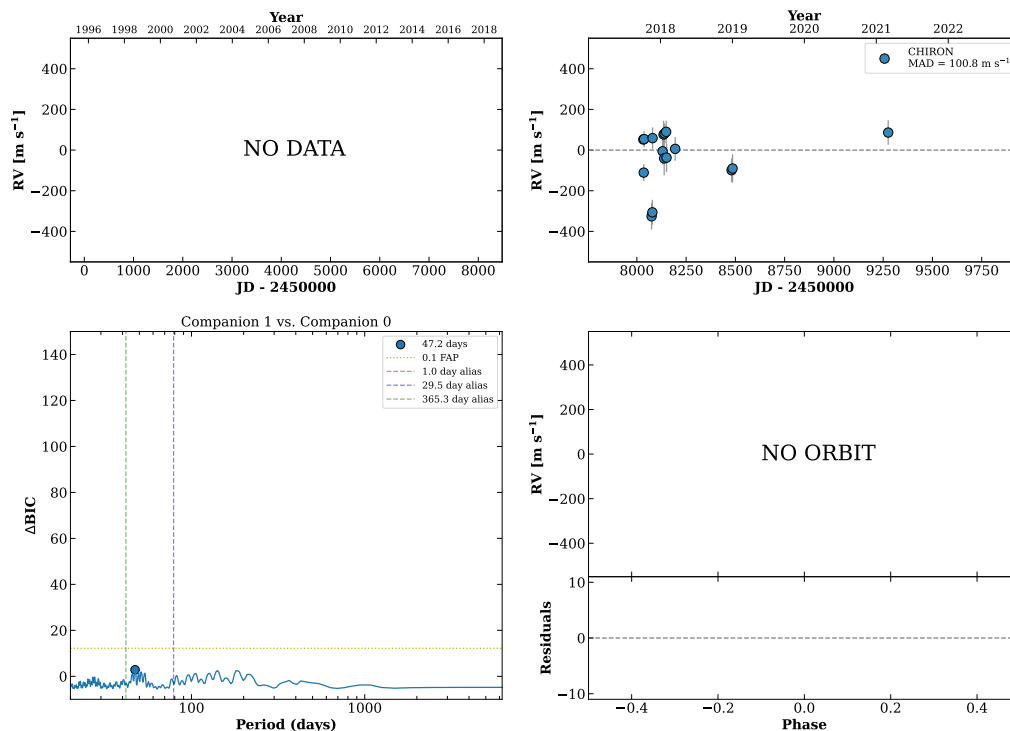 Year
1996 1998 2000 2002 2004 2006 2008 2010 2012 2014 2016 2018
400
200
0
−200
−400
RV [m s⁻¹]
NO DATA
0 1000 2000 3000 4000 5000 6000 7000 8000
JD - 2450000
Year
2018 2019 2020 2021 2022
CHIRON
MAD = 100.8 m s⁻¹
400
200
0
−200
−400
RV [m s⁻¹]
8000 8250 8500 8750 9000 9250 9500 9750
JD - 2450000
Companion 1 vs. Companion 0
47.2 days
0.1 FAP
1.0 day alias
29.5 day alias
365.3 day alias
140
120
100
80
60
40
20
0
ΔBIC
100 1000
Period (days)
400
200
0
−200
−400
RV [m s⁻¹]
NO ORBIT
10
0
−10
Residuals
−0.4 −0.2 0.0 0.2 0.4
Phase